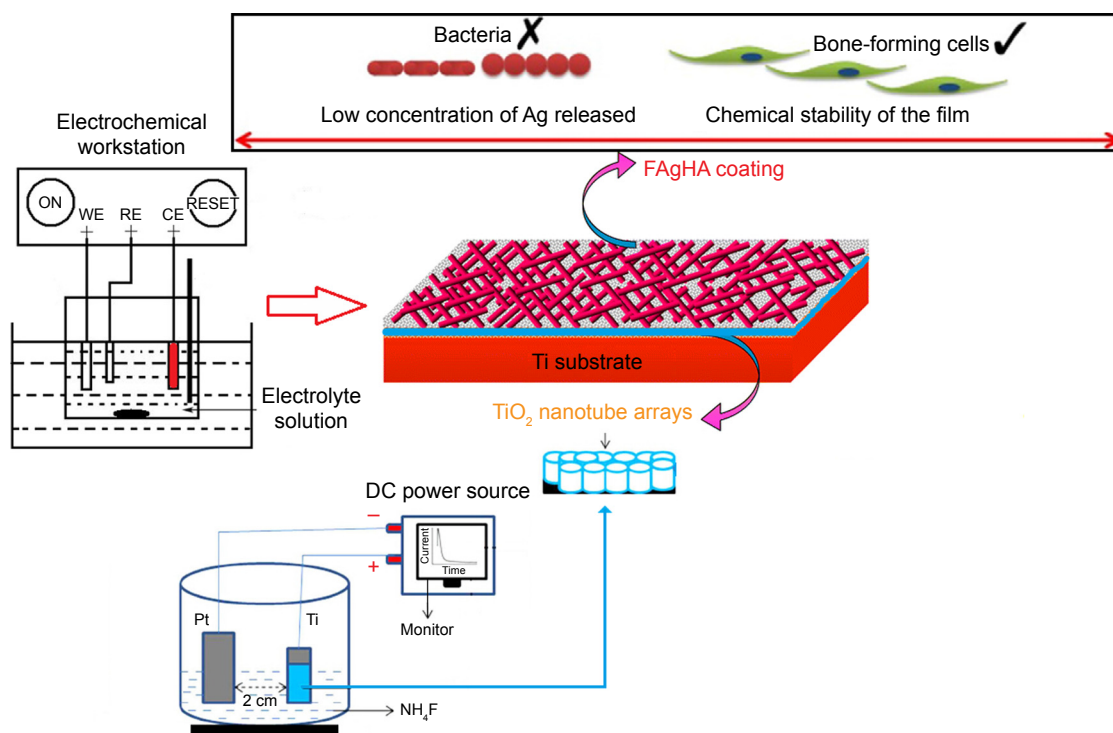 Bacteria ✗
Bone-forming cells ✓
Low concentration of Ag released
Chemical stability of the film
Electrochemical
workstation
FAgHA coating
ON
WE
RE
CE
RESET
Ti substrate
Electrolyte
solution
TiO₂ nanotube arrays
DC power source
–
+
Current
Time
Pt
Ti
Monitor
2 cm
NH₄F